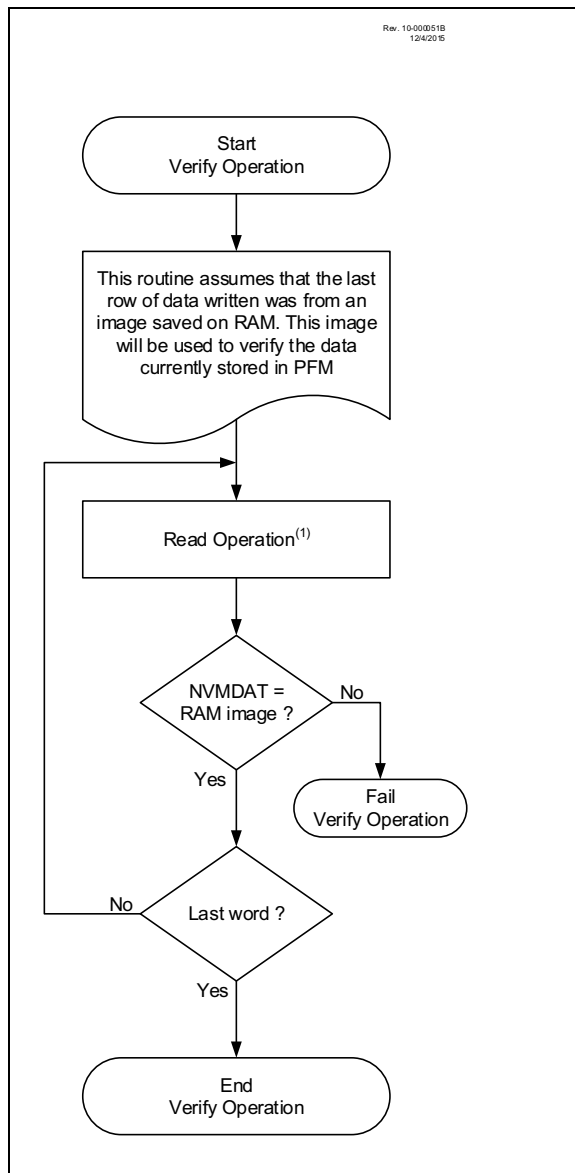 Rev. 10-000051B
12/4/2015
Start
Verify Operation
This routine assumes that the last
row of data written was from an
image saved on RAM. This image
will be used to verify the data
currently stored in PFM
Read Operation(1)
NVMDAT =
RAM image ?
No
Yes
Fail
Verify Operation
Last word ?
No
Yes
End
Verify Operation